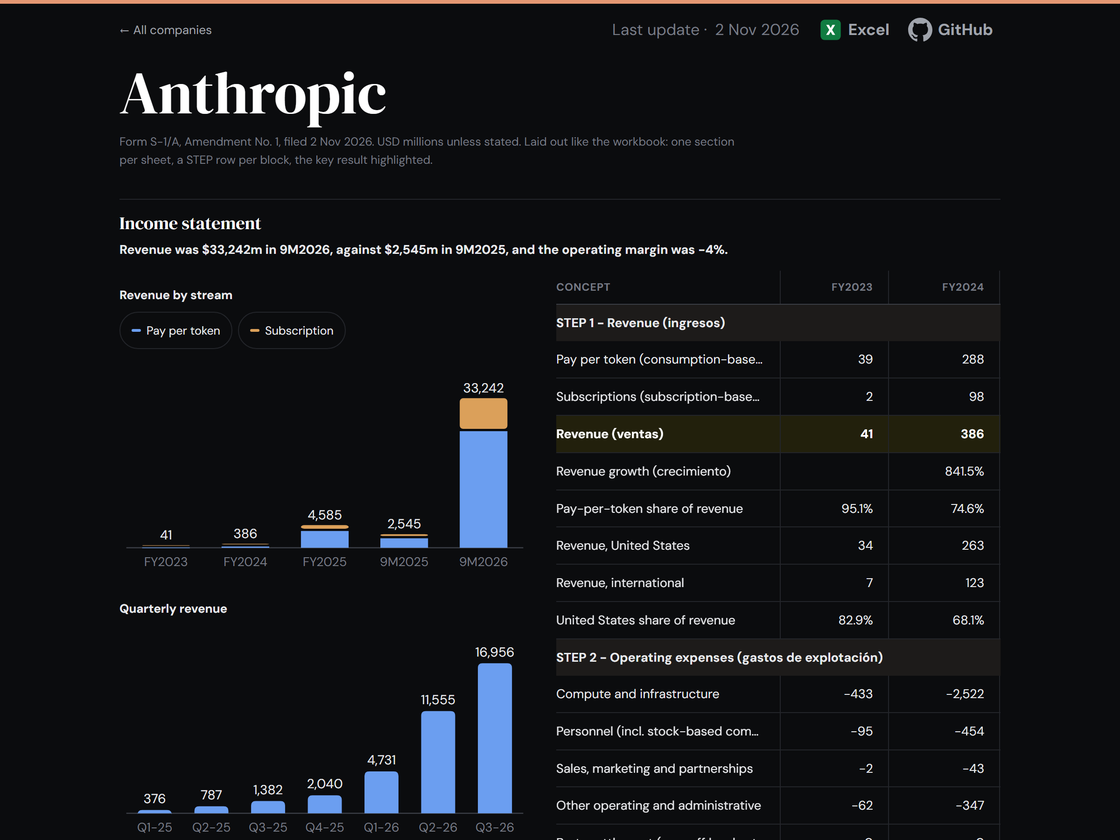 ← All companies
Last update · 2 Nov 2026
X Excel
GitHub
Anthropic
Form S-1/A, Amendment No. 1, filed 2 Nov 2026. USD millions unless stated. Laid out like the workbook: one section
per sheet, a STEP row per block, the key result highlighted.
Income statement
Revenue was $33,242m in 9M2026, against $2,545m in 9M2025, and the operating margin was -4%.
Revenue by stream
Pay per token
Subscription
33,242
4,585
2,545
41
386
FY2023 FY2024 FY2025 9M2025 9M2026
Quarterly revenue
16,956
11,555
4,731
2,040
1,382
787
376
Q1-25 Q2-25 Q3-25 Q4-25 Q1-26 Q2-26 Q3-26
CONCEPT FY2023 FY2024
STEP 1 - Revenue (ingresos)
Pay per token (consumption-base... 39 288
Subscriptions (subscription-base... 2 98
Revenue (ventas) 41 386
Revenue growth (crecimiento) 841.5%
Pay-per-token share of revenue 95.1% 74.6%
Revenue, United States 34 263
Revenue, international 7 123
United States share of revenue 82.9% 68.1%
STEP 2 - Operating expenses (gastos de explotación)
Compute and infrastructure -433 -2,522
Personnel (incl. stock-based com... -95 -454
Sales, marketing and partnerships -2 -43
Other operating and administrative -62 -347